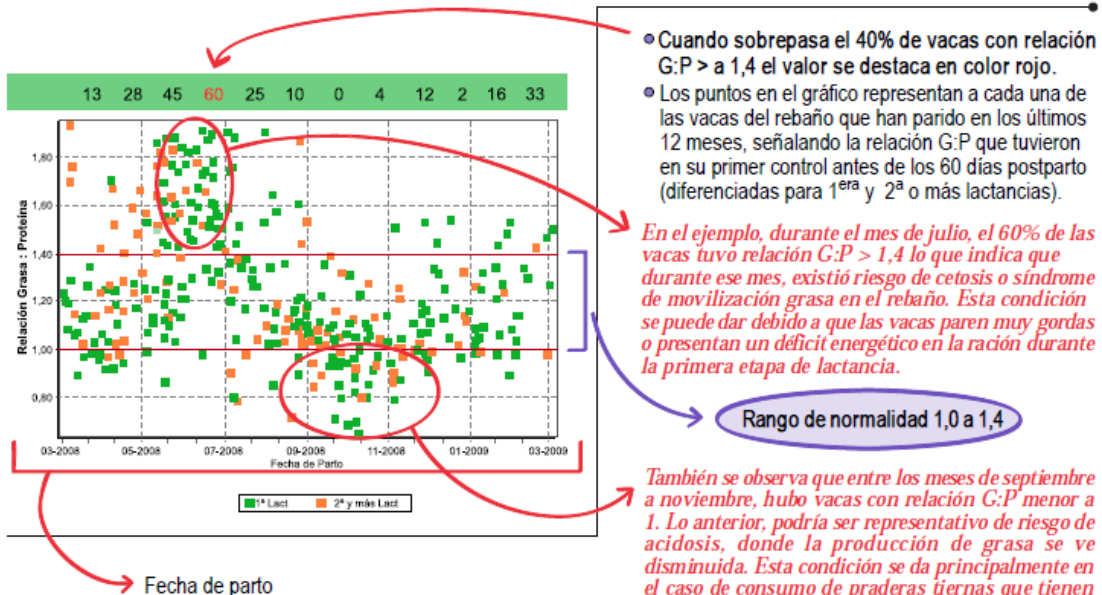 ● Cuando sobrepasa el 40% de vacas con relación
G:P > a 1,4 el valor se destaca en color rojo.
● Los puntos en el gráfico representan a cada una de
las vacas del rebaño que han parido en los últimos
12 meses, señalando la relación G:P que tuvieron
en su primer control antes de los 60 días postparto
(diferenciadas para 1era y 2ª o más lactancias).
13 28 45 60 25 10 0 4 12 2 16 33
Relación Grasa : Proteína
1,80
1,60
1,40
1,20
1,00
0,80
03-2008 05-2008 07-2008 09-2008 11-2008 01-2009 03-2009
Fecha de Parto
1ª Lact 2ª y más Lact
Fecha de parto
En el ejemplo, durante el mes de julio, el 60% de las
vacas tuvo relación G:P > 1,4 lo que indica que
durante ese mes, existió riesgo de cetosis o síndrome
de movilización grasa en el rebaño. Esta condición
se puede dar debido a que las vacas paren muy gordas
o presentan un déficit energético en la ración durante
la primera etapa de lactancia.
Rango de normalidad 1,0 a 1,4
También se observa que entre los meses de septiembre
a noviembre, hubo vacas con relación G:P menor a
1. Lo anterior, podría ser representativo de riesgo de
acidosis, donde la producción de grasa se ve
disminuida. Esta condición se da principalmente en
el caso de consumo de praderas tiernas que tienen